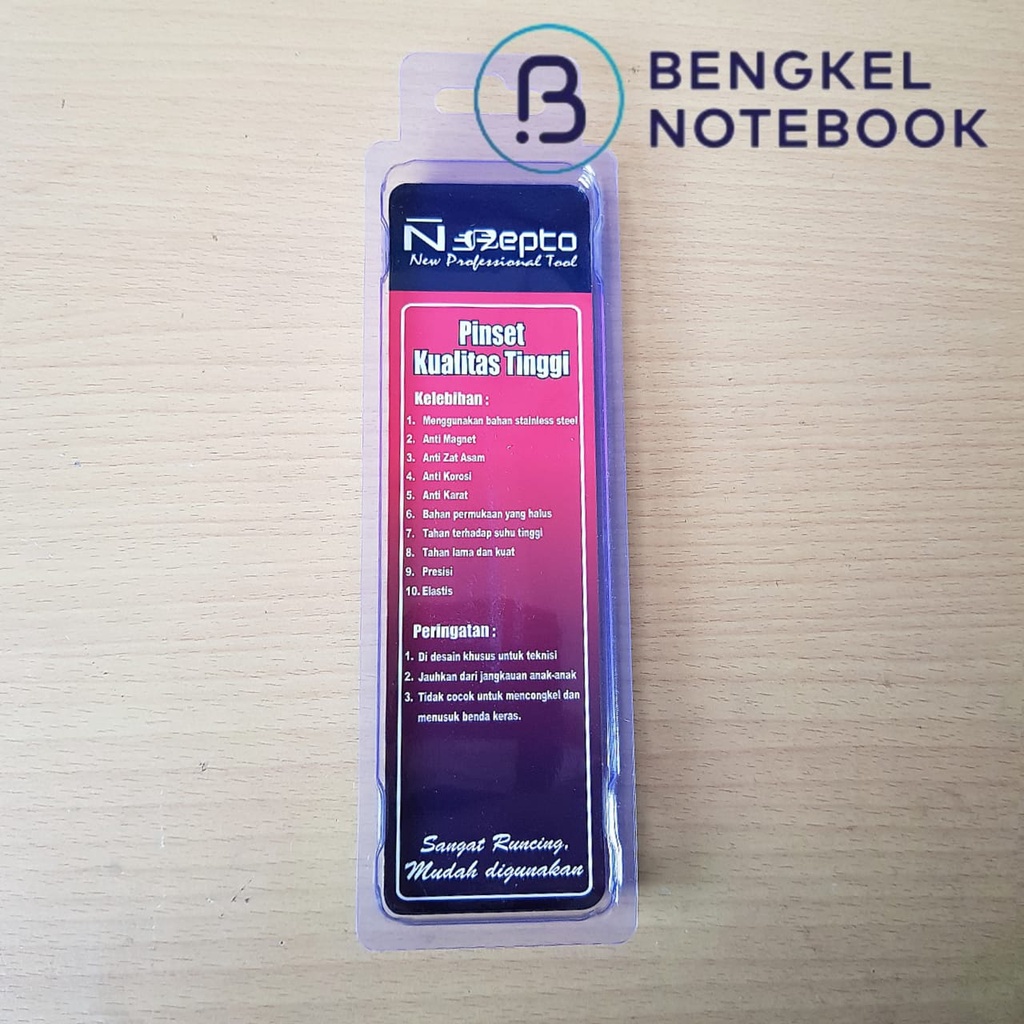 BENGKEL
NOTEBOOK
New Professional Tool
Pinset
Kualitas Tinggi
Kelebihan :
1. Menggunakan bahan stainless steel
2. Anti Magnet
3. Anti Zat Asam
4. Anti Korosi
5. Anti Karat
6. Bahan permukaan yang halus
7. Tahan terhadap suhu tinggi
8. Tahan lama dan kuat
9. Presisi
10. Elastis
Peringatan :
1. Di desain khusus untuk teknisi
2. Jauhkan dari jangkauan anak-anak
3. Tidak cocok untuk mencongkel dan
menusuk benda keras.
Sangat Runcing,
Mudah digunakan